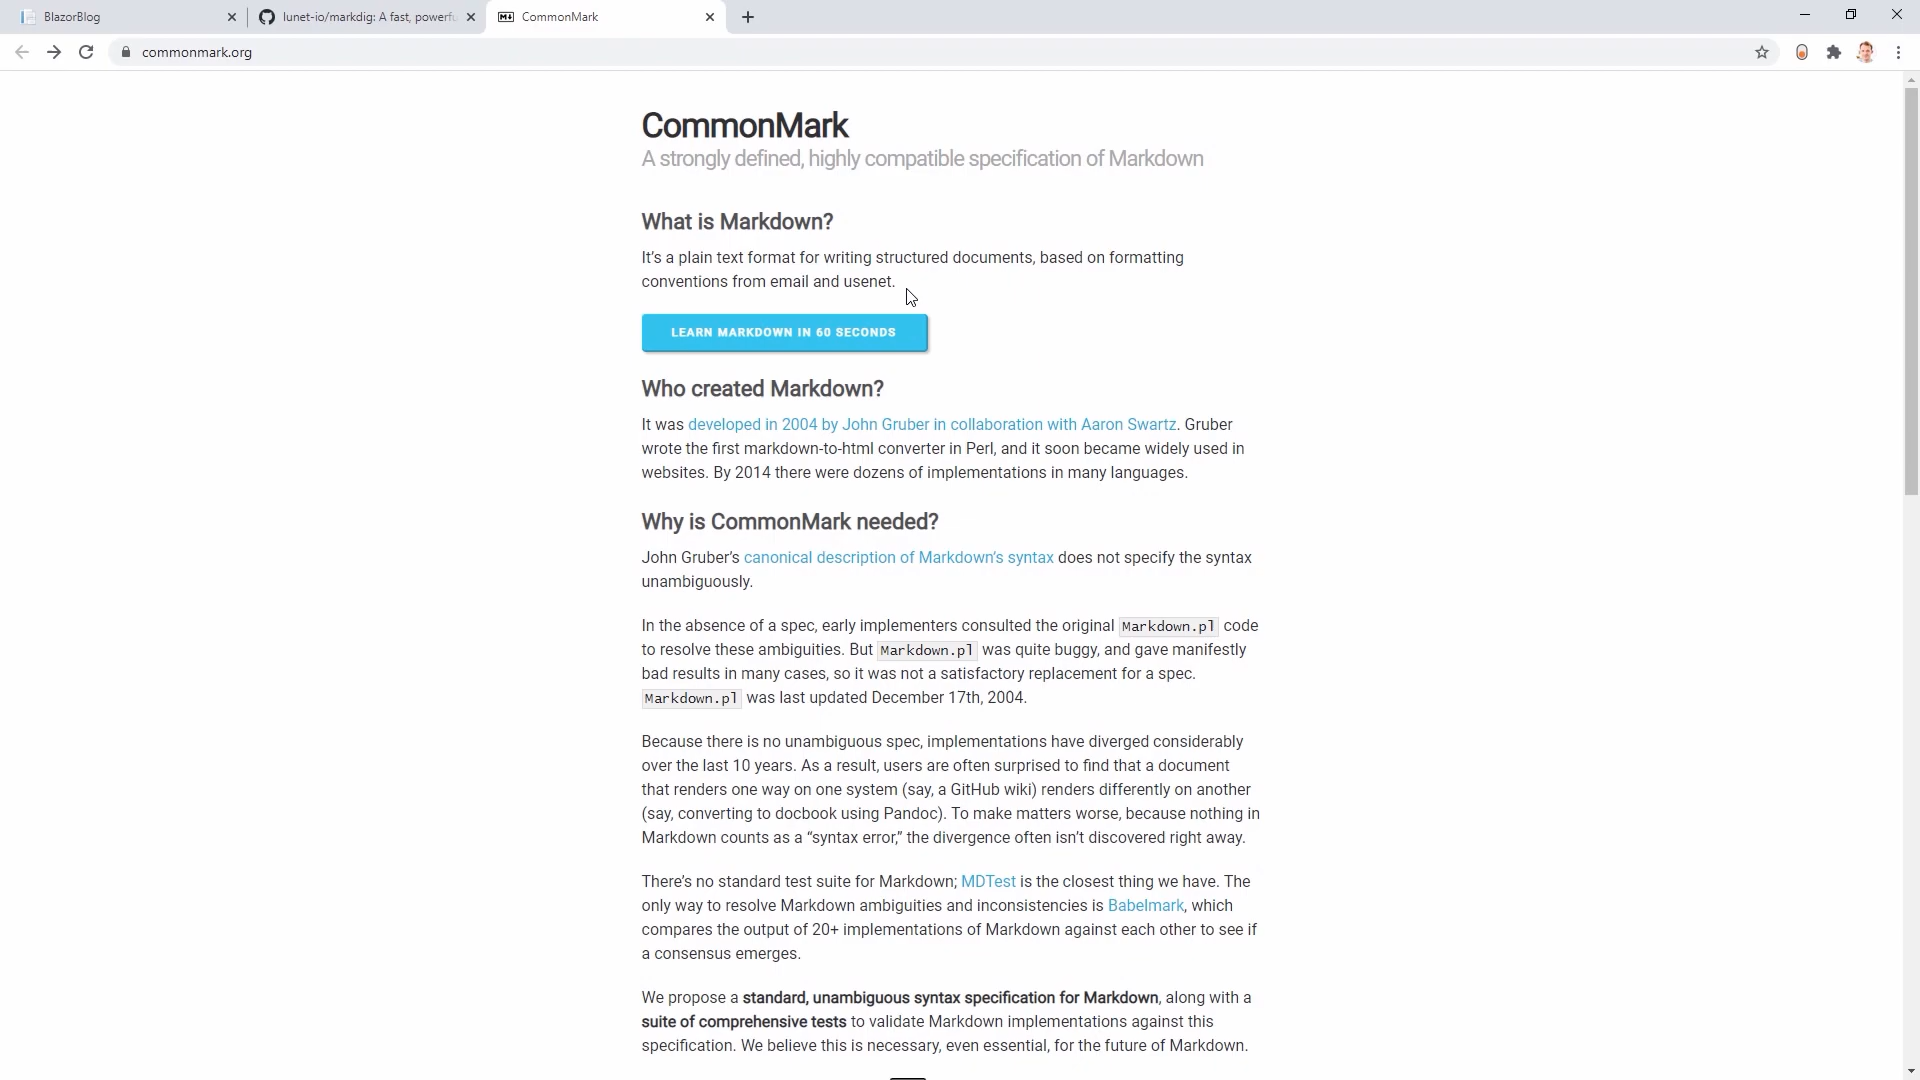 BlazorBlog
lunet-io/markdig: A fast, powerfu
CommonMark
commonmark.org
CommonMark
A strongly defined, highly compatible specification of Markdown
What is Markdown?
It’s a plain text format for writing structured documents, based on formatting
conventions from email and usenet.
LEARN MARKDOWN IN 60 SECONDS
Who created Markdown?
It was developed in 2004 by John Gruber in collaboration with Aaron Swartz. Gruber
wrote the first markdown-to-html converter in Perl, and it soon became widely used in
websites. By 2014 there were dozens of implementations in many languages.
Why is CommonMark needed?
John Gruber’s canonical description of Markdown’s syntax does not specify the syntax
unambiguously.
In the absence of a spec, early implementers consulted the original Markdown.pl code
to resolve these ambiguities. But Markdown.pl was quite buggy, and gave manifestly
bad results in many cases, so it was not a satisfactory replacement for a spec.
Markdown.pl was last updated December 17th, 2004.
Because there is no unambiguous spec, implementations have diverged considerably
over the last 10 years. As a result, users are often surprised to find that a document
that renders one way on one system (say, a GitHub wiki) renders differently on another
(say, converting to docbook using Pandoc). To make matters worse, because nothing in
Markdown counts as a “syntax error,” the divergence often isn’t discovered right away.
There’s no standard test suite for Markdown; MDTest is the closest thing we have. The
only way to resolve Markdown ambiguities and inconsistencies is Babelmark, which
compares the output of 20+ implementations of Markdown against each other to see if
a consensus emerges.
We propose a standard, unambiguous syntax specification for Markdown, along with a
suite of comprehensive tests to validate Markdown implementations against this
specification. We believe this is necessary, even essential, for the future of Markdown.